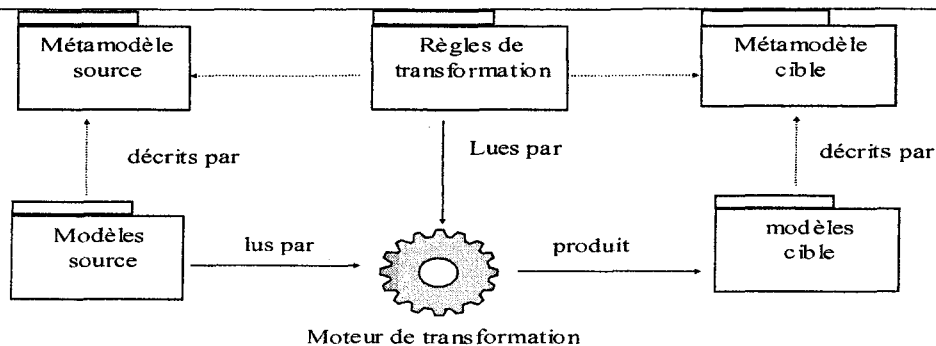 Métamodèle
source
Règles de
transformation
Métamodèle
cible
décrits par
Lues par
décrits par
Modèles
source
lus par
produit
modèles
cible
Moteur de transformation